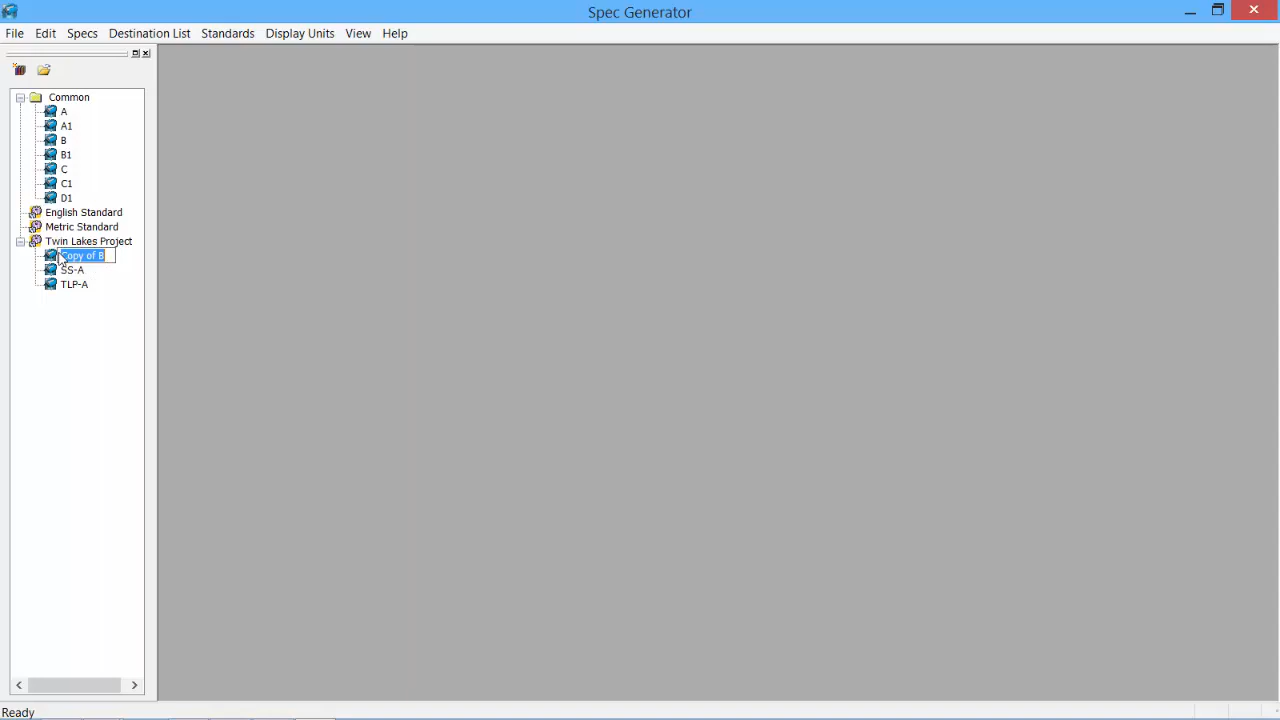 Spec Generator
File Edit Specs Destination List Standards Display Units View Help
Common
A
A1
B
B1
C
C1
D1
English Standard
Metric Standard
Twin Lakes Project
Copy of B
SS-A
TLP-A
Ready